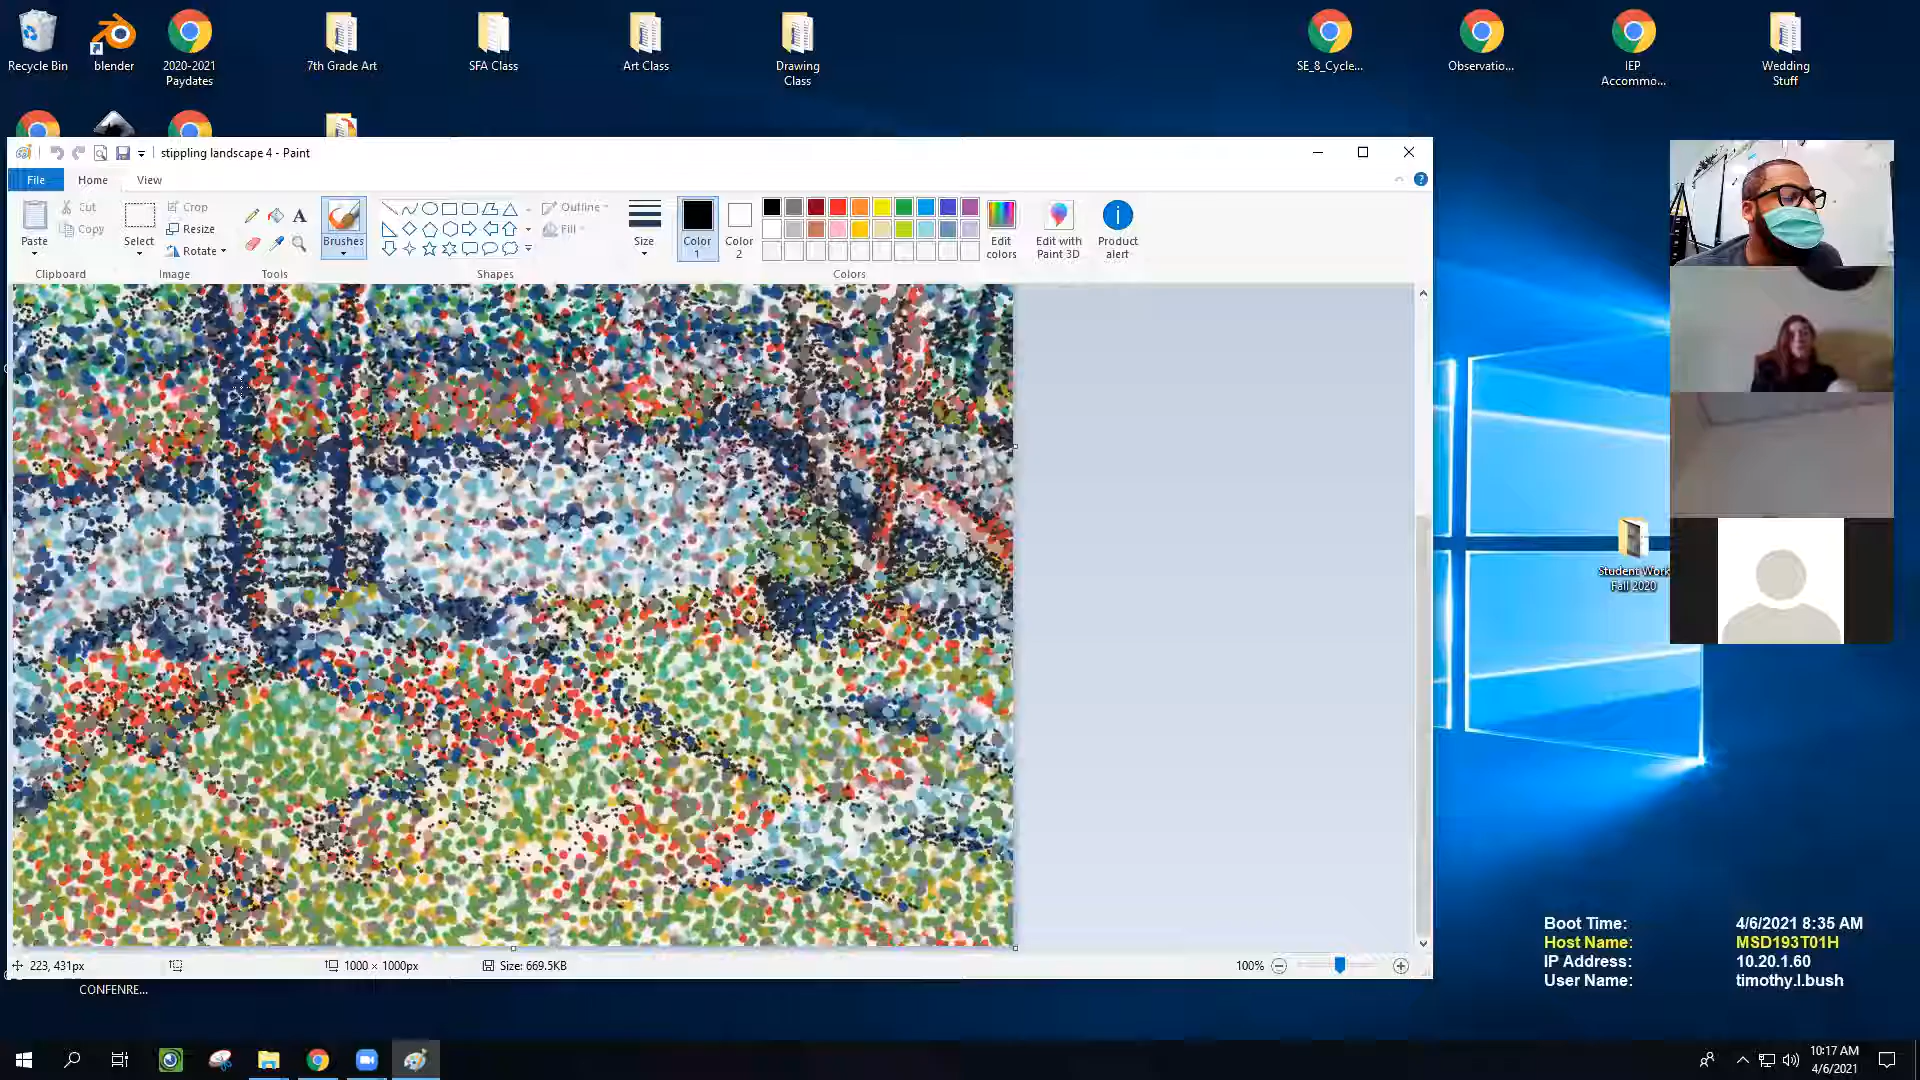 Recycle Bin
blender
2020-2021
Paydates
7th Grade Art
SFA Class
Art Class
Drawing
Class
SE_8_Cycle...
Observatio...
IEP
Accommo...
Wedding
Stuff
stippling landscape 4 - Paint
File
Home
View
Paste
Cut
Copy
Clipboard
Select
Crop
Resize
Rotate
Image
A
Tools
Brushes
Outline
Fill
Shapes
Size
Color
1
Color
2
Edit
colors
Colors
Edit with
Paint 3D
Product
alert
Student Work
Fall 2020
223, 431px
1000 × 1000px
Size: 669.5KB
100%
CONFENRE...
Boot Time: 4/6/2021 8:35 AM
Host Name: MSD193T01H
IP Address: 10.20.1.60
User Name: timothy.l.bush
10:17 AM
4/6/2021